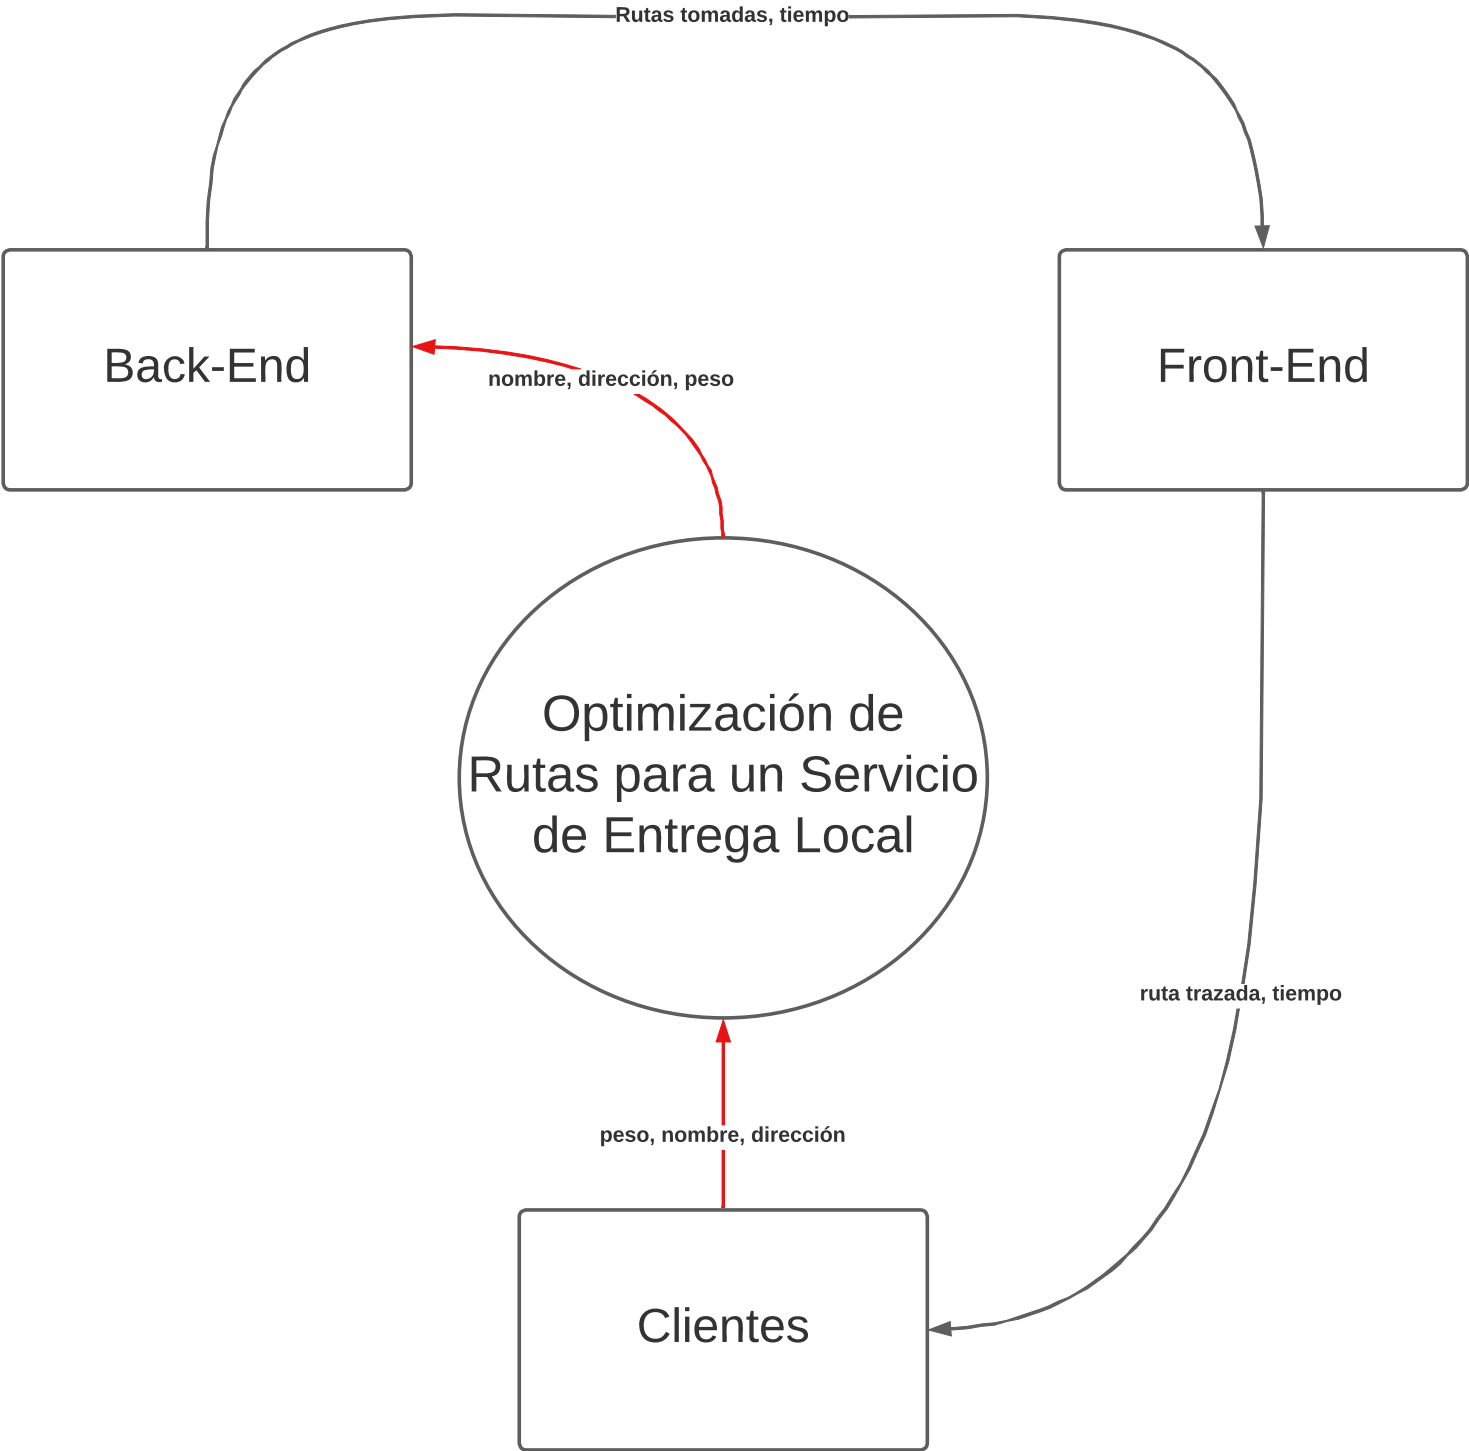 Rutas tomadas, tiempo
Back-End
Front-End
nombre, dirección, peso
Optimización de
Rutas para un Servicio
de Entrega Local
ruta trazada, tiempo
peso, nombre, dirección
Clientes